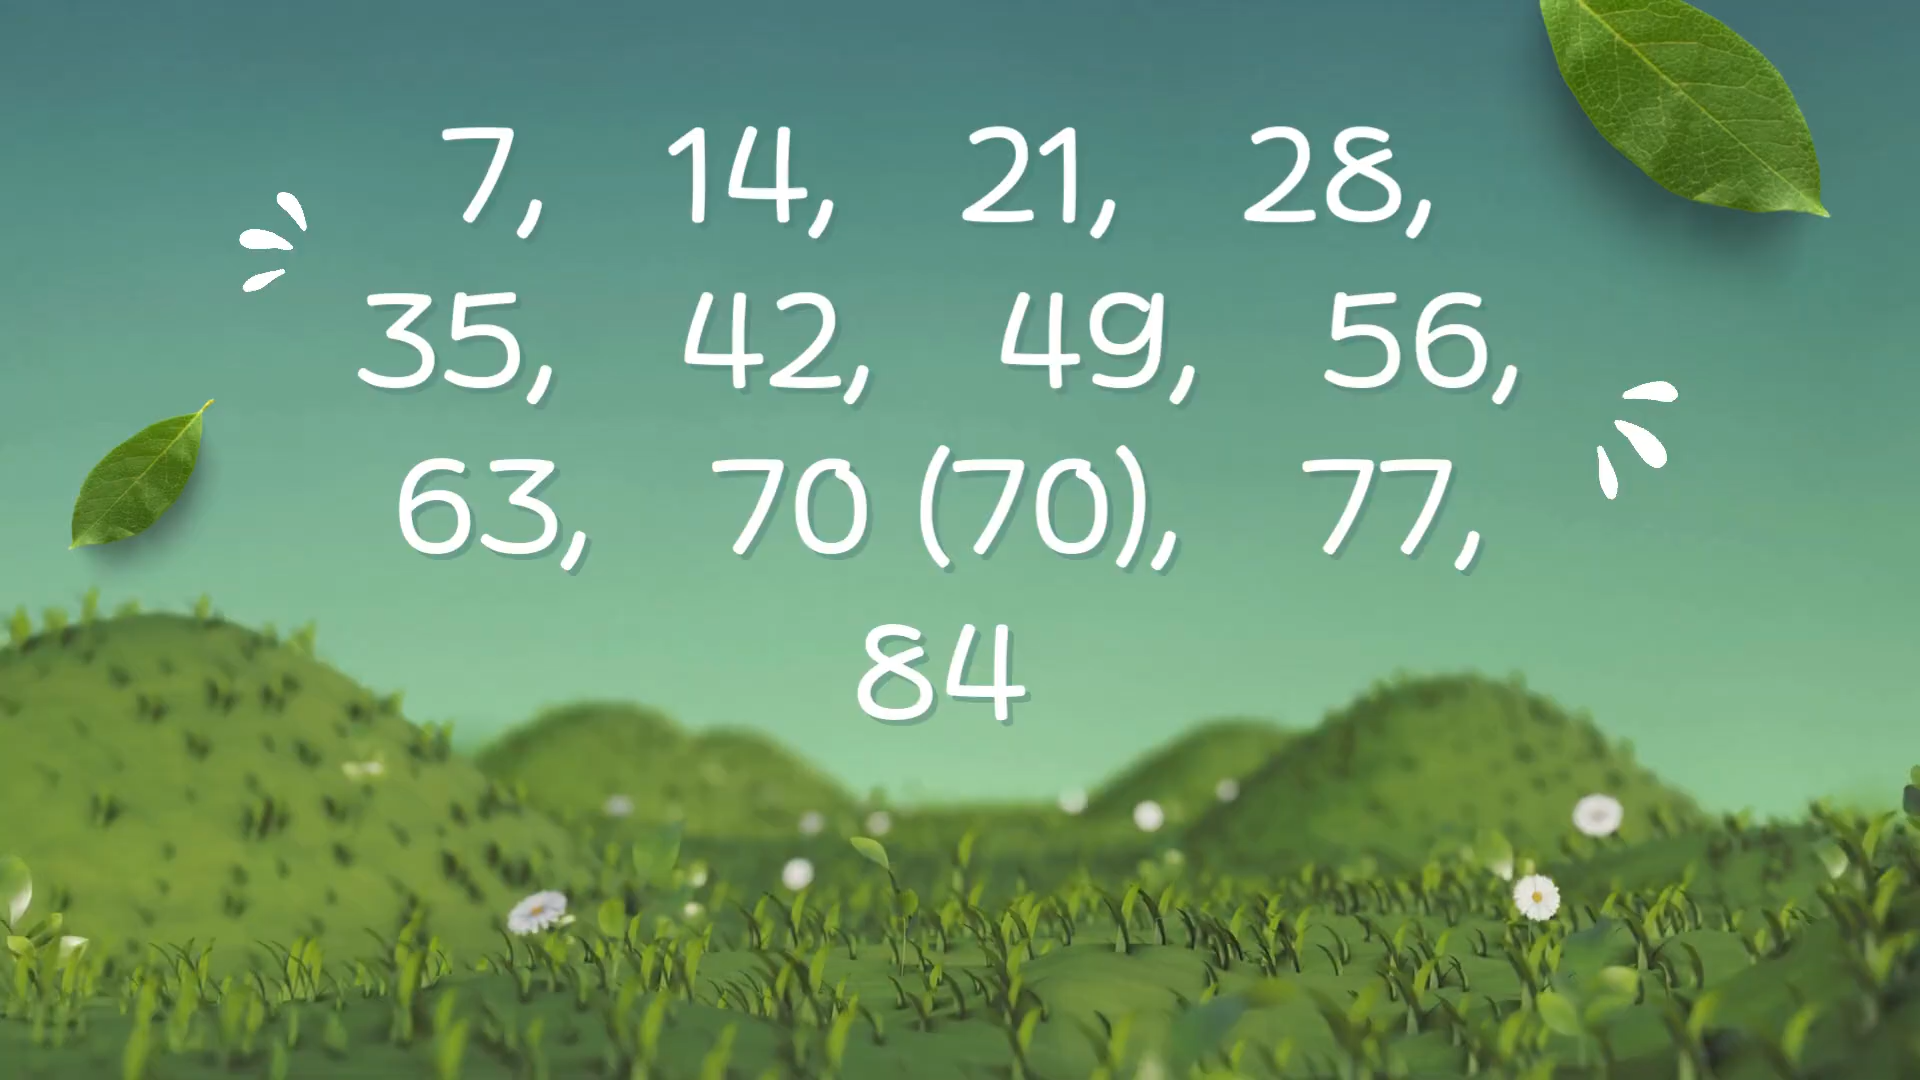 7, 14, 21, 28,
35, 42, 49, 56,
63, 70 (70), 77,
84